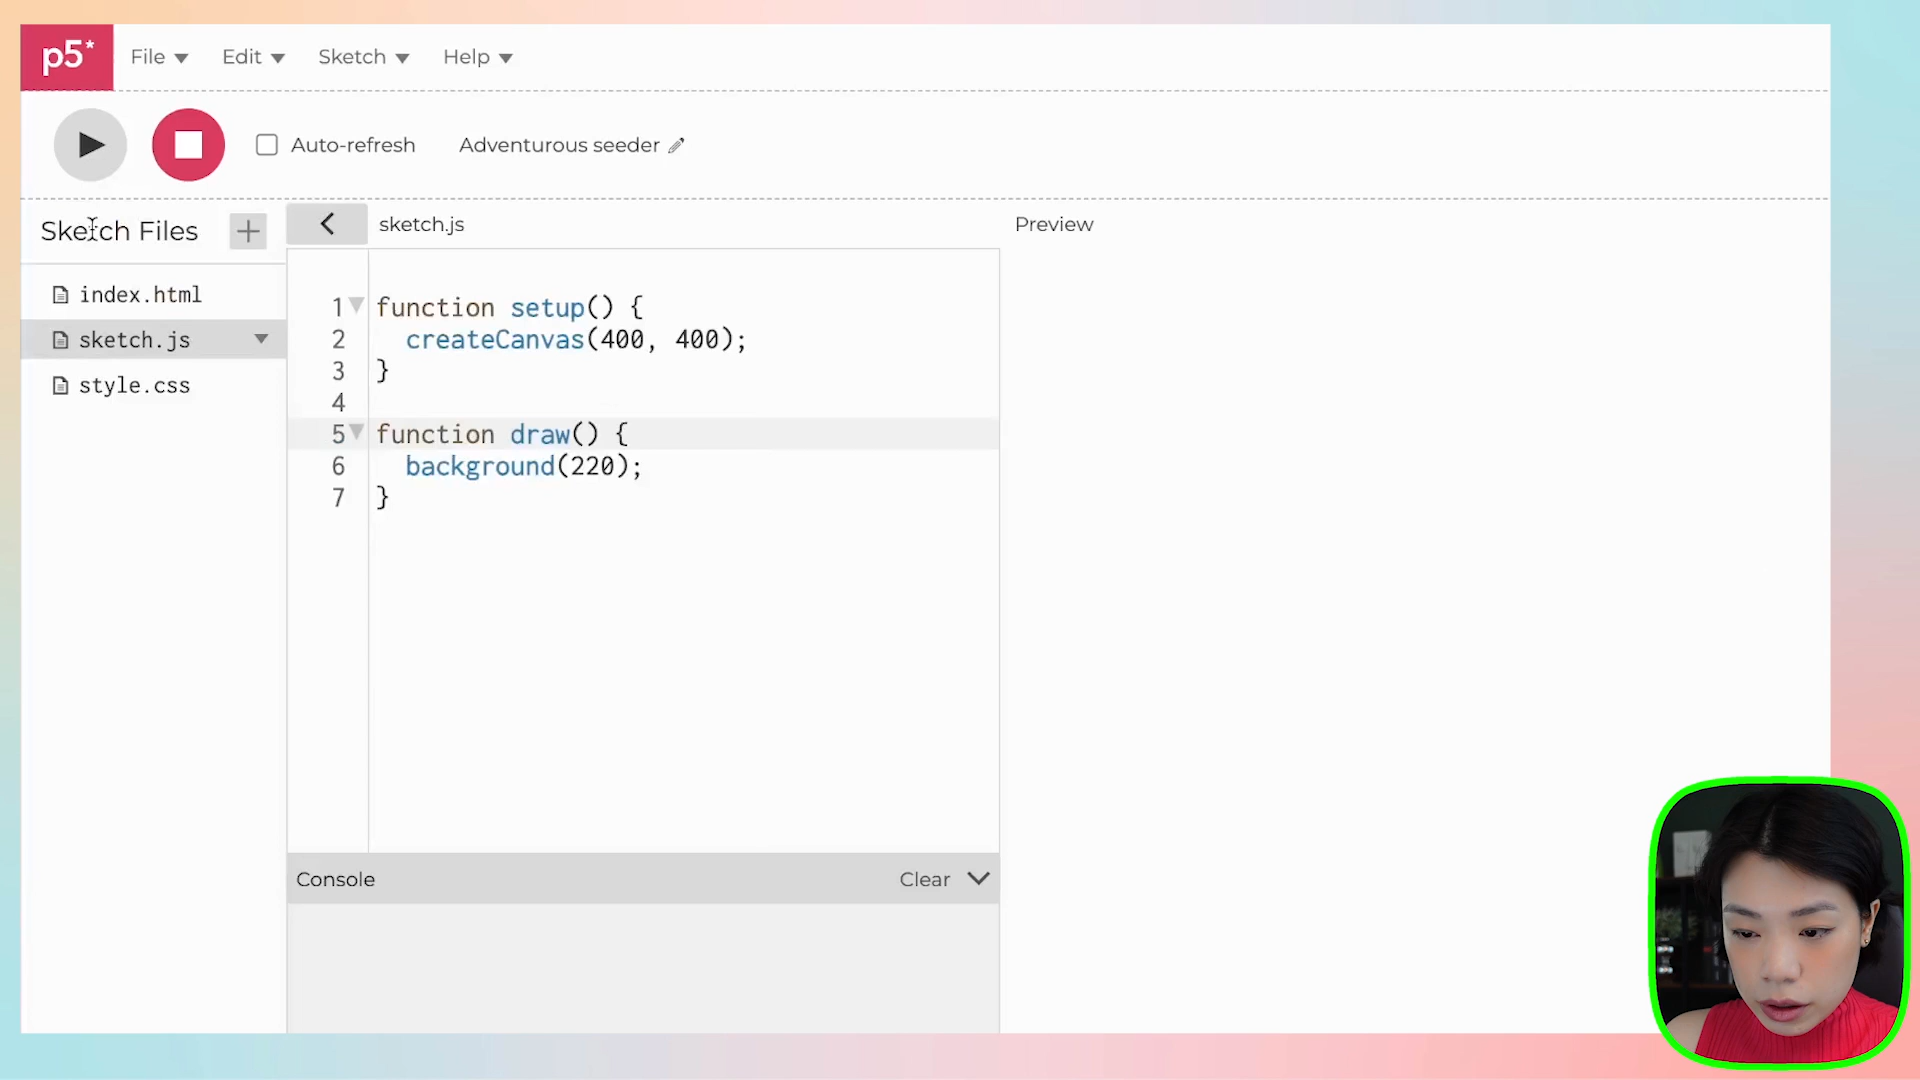 p5*
File
Edit
Sketch
Help
Auto-refresh
Adventurous seeder
Sketch Files
+
sketch.js
Preview
index.html
sketch.js
style.css
1 function setup() {
2   createCanvas(400, 400);
3 }
4
5 function draw() {
6   background(220);
7 }
Console
Clear